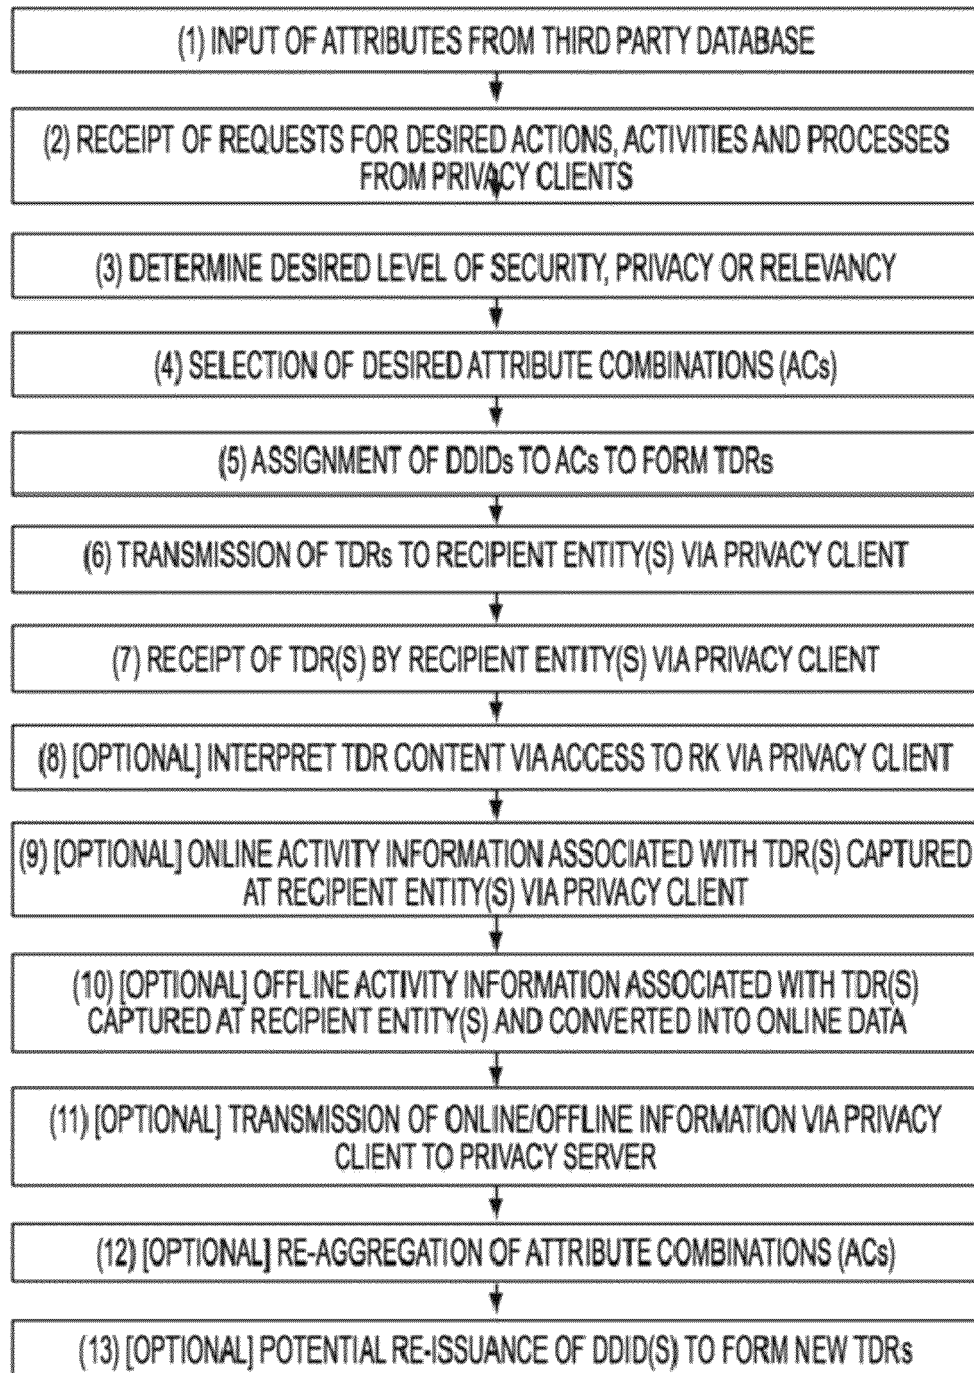 (1) INPUT OF ATTRIBUTES FROM THIRD PARTY DATABASE
(2) RECEIPT OF REQUESTS FOR DESIRED ACTIONS, ACTIVITIES AND PROCESSES
FROM PRIVACY CLIENTS
(3) DETERMINE DESIRED LEVEL OF SECURITY, PRIVACY OR RELEVANCY
(4) SELECTION OF DESIRED ATTRIBUTE COMBINATIONS (ACs)
(5) ASSIGNMENT OF DDIDs TO ACs TO FORM TDRs
(6) TRANSMISSION OF TDRs TO RECIPIENT ENTITY(S) VIA PRIVACY CLIENT
(7) RECEIPT OF TDR(S) BY RECIPIENT ENTITY(S) VIA PRIVACY CLIENT
(8) [OPTIONAL] INTERPRET TDR CONTENT VIA ACCESS TO RK VIA PRIVACY CLIENT
(9) [OPTIONAL] ONLINE ACTIVITY INFORMATION ASSOCIATED WITH TDR(S) CAPTURED
AT RECIPIENT ENTITY(S) VIA PRIVACY CLIENT
(10) [OPTIONAL] OFFLINE ACTIVITY INFORMATION ASSOCIATED WITH TDR(S)
CAPTURED AT RECIPIENT ENTITY(S) AND CONVERTED INTO ONLINE DATA
(11) [OPTIONAL] TRANSMISSION OF ONLINE/OFFLINE INFORMATION VIA PRIVACY
CLIENT TO PRIVACY SERVER
(12) [OPTIONAL] RE-AGGREGATION OF ATTRIBUTE COMBINATIONS (ACs)
(13) [OPTIONAL] POTENTIAL RE-ISSUANCE OF DDID(S) TO FORM NEW TDRs